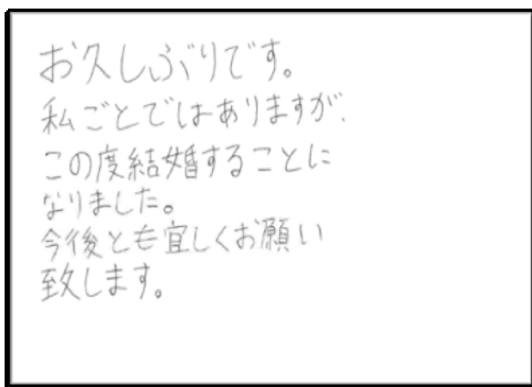 お久しぶりです。
私ごとではありますが、
この度結婚することに
なりました。
今後とも宜しくお願い
致します。